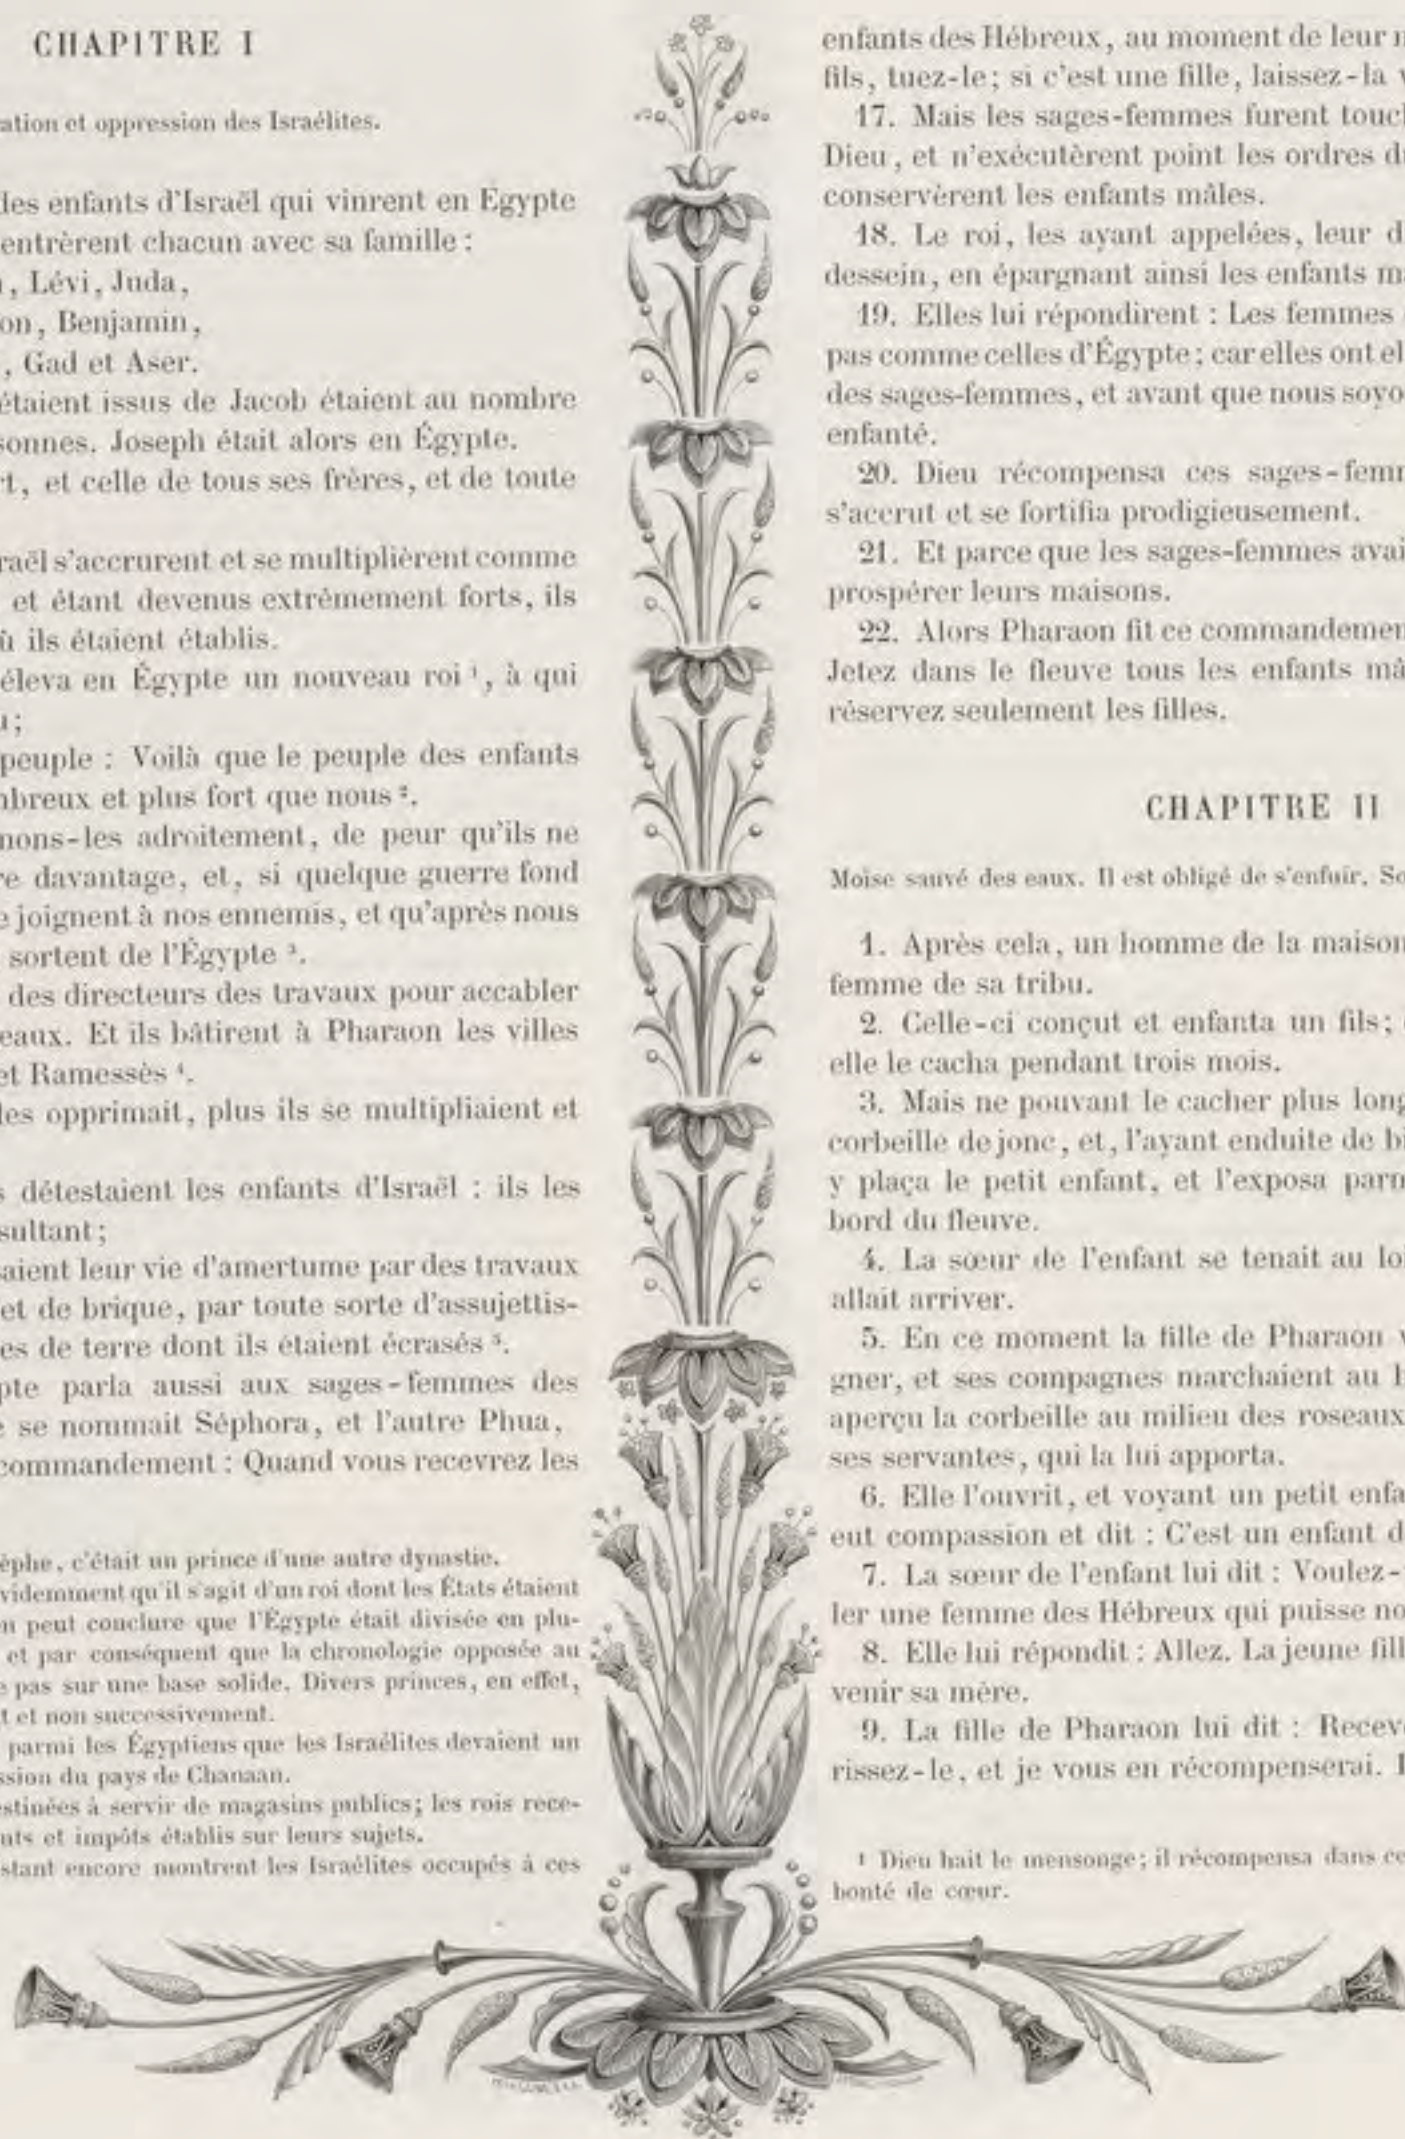 CHAPITRE I
ation et oppression des Israélites.
des enfants d'Israël qui vinrent en Egypte
entrèrent chacun avec sa famille :
, Lévi, Juda,
on, Benjamin,
, Gad et Aser.
étaient issus de Jacob étaient au nombre
sonnes. Joseph était alors en Égypte.
rt, et celle de tous ses frères, et de toute
raël s'accrurent et se multiplièrent comme
et étant devenus extrêmement forts, ils
ù ils étaient établis.
éleva en Égypte un nouveau roi ¹, à qui
u;
peuple : Voilà que le peuple des enfants
mbreux et plus fort que nous ².
nons-les adroitement, de peur qu'ils ne
re davantage, et, si quelque guerre fond
e joignent à nos ennemis, et qu'après nous
sortent de l'Égypte ³.
des directeurs des travaux pour accabler
eaux. Et ils bâtirent à Pharaon les villes
et Ramessès ⁴.
les opprimait, plus ils se multipliaient et
s détestaient les enfants d'Israël : ils les
sultant;
saient leur vie d'amertume par des travaux
et de brique, par toute sorte d'assujettis-
es de terre dont ils étaient écrasés ⁵.
pte parla aussi aux sages-femmes des
e se nommait Séphora, et l'autre Phua,
commandement : Quand vous recevrez les
èphe, c'était un prince d'une autre dynastie.
videmment qu'il s'agit d'un roi dont les États étaient
n peut conclure que l'Égypte était divisée en plu-
et par conséquent que la chronologie opposée au
e pas sur une base solide. Divers princes, en effet,
t et non successivement.
parmi les Égyptiens que les Israélites devaient un
ssion du pays de Chanaan.
estinées à servir de magasins publics; les rois rece-
nts et impôts établis sur leurs sujets.
istant encore montrent les Israélites occupés à ces
enfants des Hébreux, au moment de leur n
fils, tuez-le; si c'est une fille, laissez-la v
17. Mais les sages-femmes furent touch
Dieu, et n'exécutèrent point les ordres d
conservèrent les enfants mâles.
18. Le roi, les ayant appelées, leur d
dessein, en épargnant ainsi les enfants m
19. Elles lui répondirent : Les femmes
pas comme celles d'Égypte; car elles ont el
des sages-femmes, et avant que nous soyo
enfanté.
20. Dieu récompensa ces sages-femm
s'accrut et se fortifia prodigieusement.
21. Et parce que les sages-femmes avai
prospérer leurs maisons.
22. Alors Pharaon fit ce commandemen
Jetez dans le fleuve tous les enfants mâ
réservez seulement les filles.
CHAPITRE II
Moïse sauvé des eaux. Il est obligé de s'enfuir. So
1. Après cela, un homme de la maison
femme de sa tribu.
2. Celle-ci conçut et enfanta un fils;
elle le cacha pendant trois mois.
3. Mais ne pouvant le cacher plus long
corbeille de jonc, et, l'ayant enduite de bi
y plaça le petit enfant, et l'exposa parm
bord du fleuve.
4. La sœur de l'enfant se tenait au loi
allait arriver.
5. En ce moment la fille de Pharaon v
gner, et ses compagnes marchaient au b
aperçu la corbeille au milieu des roseaux
ses servantes, qui la lui apporta.
6. Elle l'ouvrit, et voyant un petit enfa
eut compassion et dit : C'est un enfant d
7. La sœur de l'enfant lui dit : Voulez-
ler une femme des Hébreux qui puisse no
8. Elle lui répondit : Allez. La jeune fill
venir sa mère.
9. La fille de Pharaon lui dit : Receve
rissez-le, et je vous en récompenserai.
¹ Dieu hait le mensonge; il récompensa dans ce
bonté de cœur.